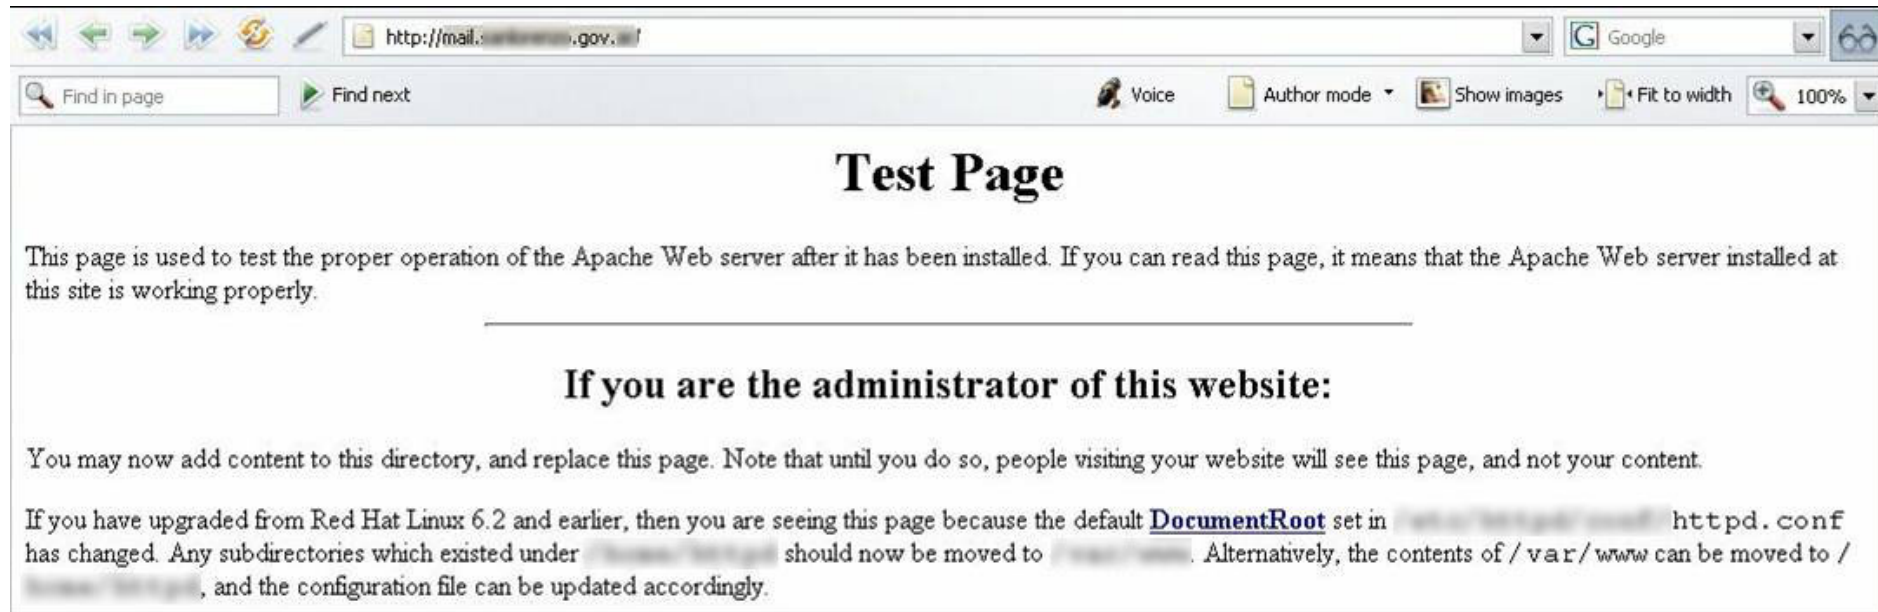 http://mail. .gov. /
Google
Find in page
Find next
Voice
Author mode
Show images
Fit to width
100%
Test Page
This page is used to test the proper operation of the Apache Web server after it has been installed. If you can read this page, it means that the Apache Web server installed at
this site is working properly.
If you are the administrator of this website:
You may now add content to this directory, and replace this page. Note that until you do so, people visiting your website will see this page, and not your content.
If you have upgraded from Red Hat Linux 6.2 and earlier, then you are seeing this page because the default DocumentRoot set in httpd.conf
has changed. Any subdirectories which existed under should now be moved to . Alternatively, the contents of /var/www can be moved to /
, and the configuration file can be updated accordingly.